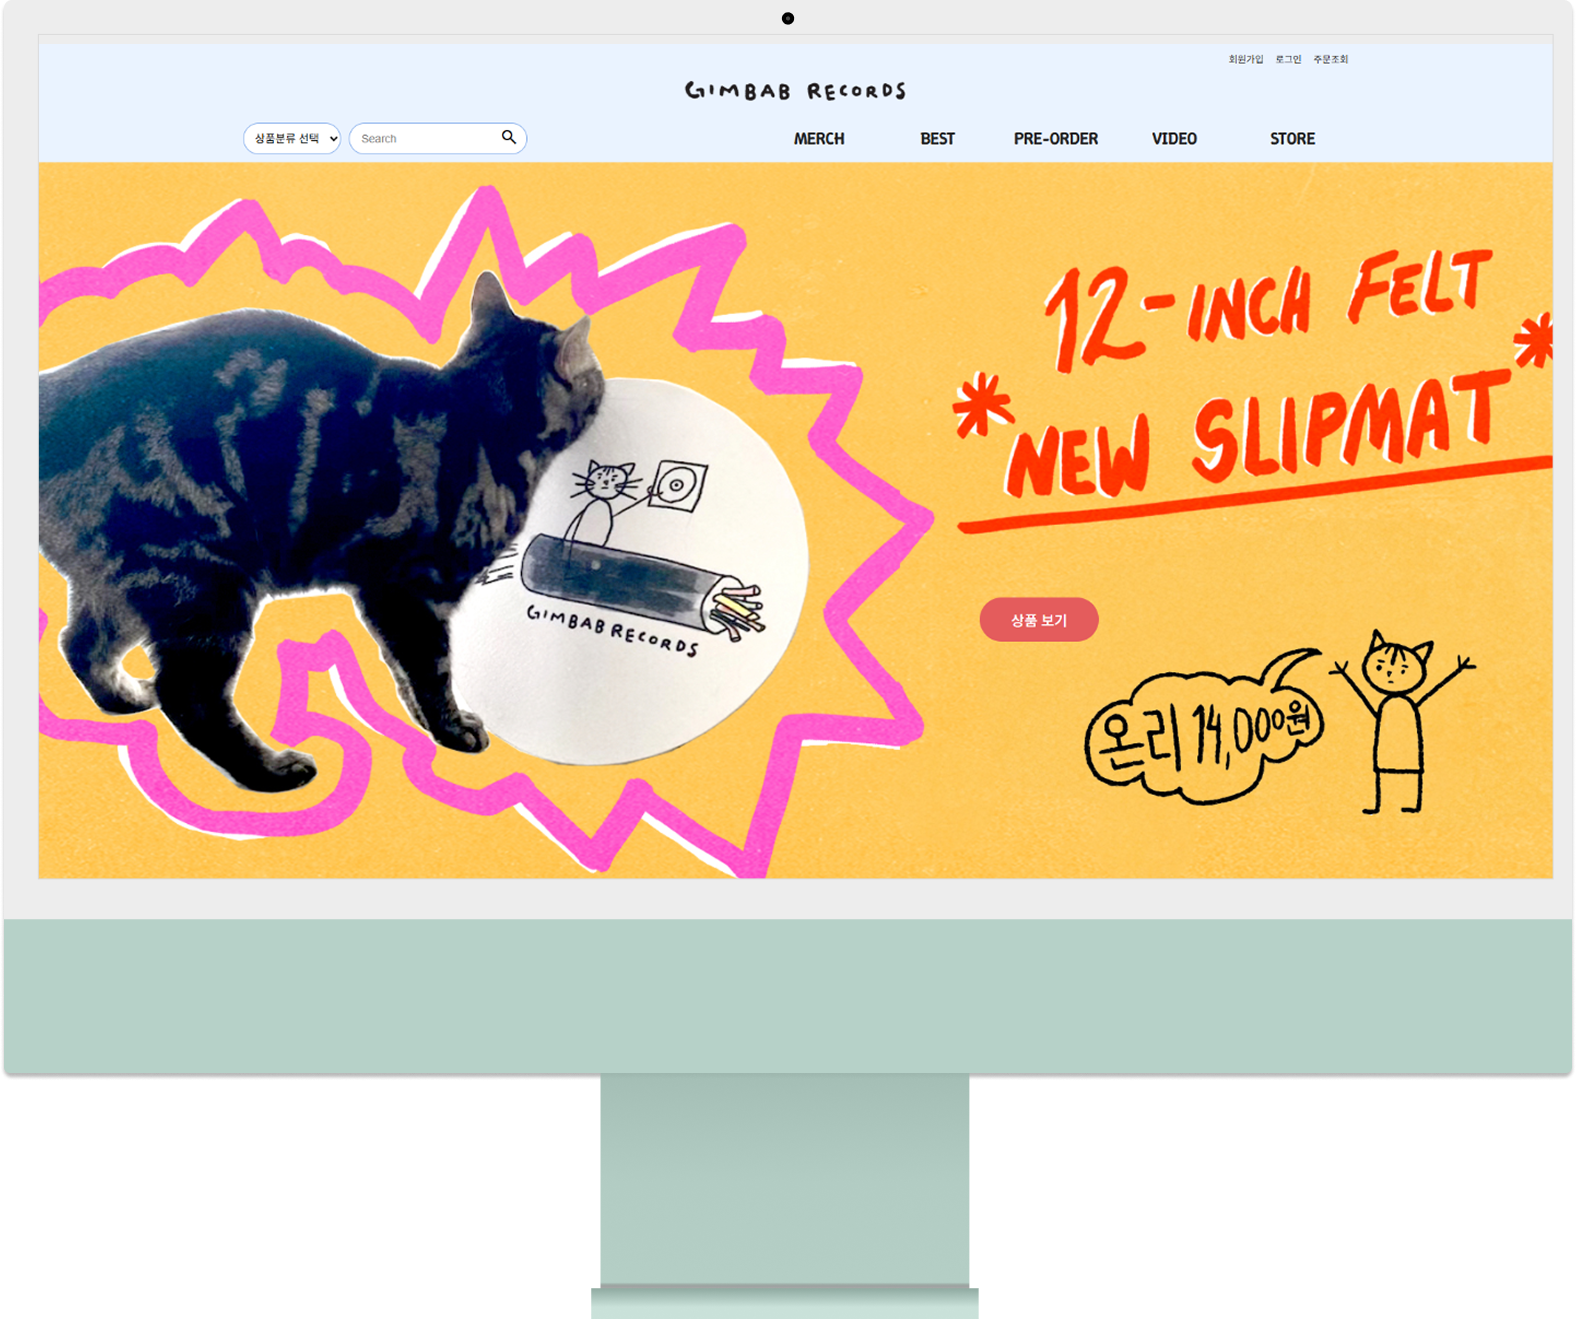 회원가입 로그인 주문조회
GIMBAB RECORDS
상품분류 선택 Search
MERCH BEST PRE-ORDER VIDEO STORE
12-INCH FELT
*NEW SLIPMAT*
GIMBAB RECORDS
상품 보기
온리 14,000원